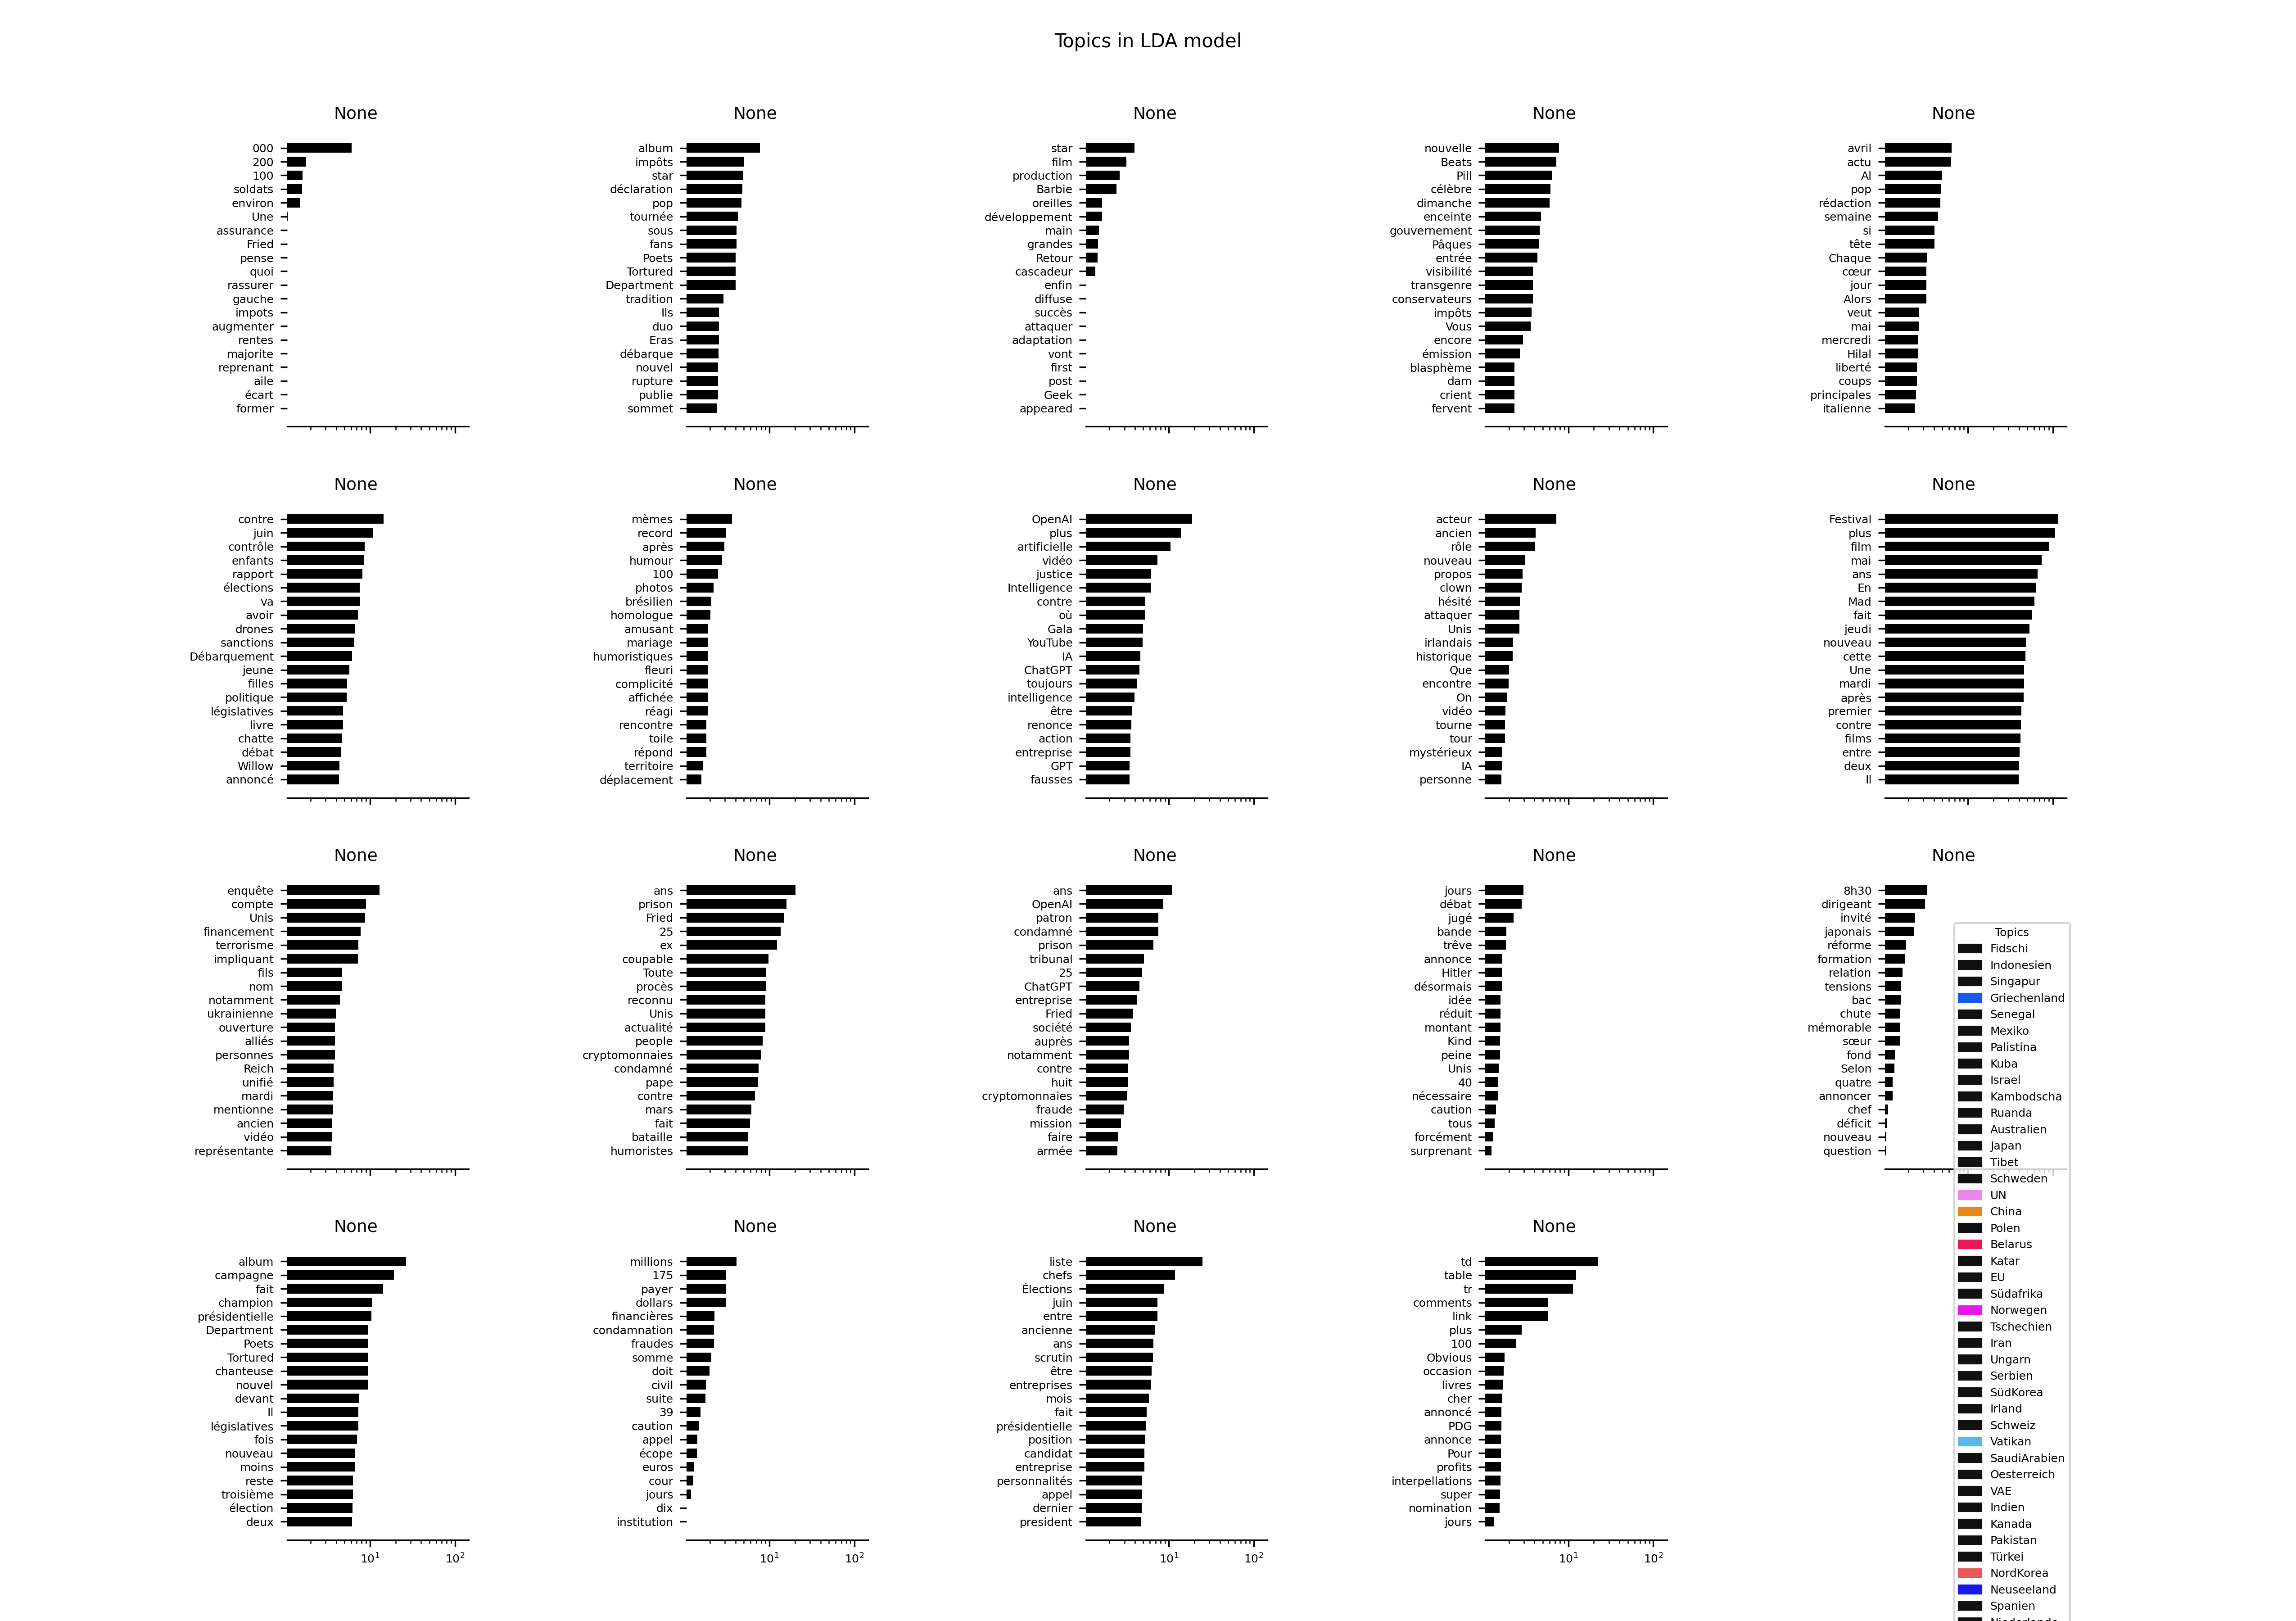 Topics in LDA model
None
000
200
100
soldats
environ
Une
assurance
Fried
pense
quoi
rassurer
gauche
impots
augmenter
rentes
majorite
reprenant
aile
écart
former
None
album
impôts
star
déclaration
pop
tournée
sous
fans
Poets
Tortured
Department
tradition
Ils
duo
Eras
débarque
nouvel
rupture
publie
sommet
None
star
film
production
Barbie
oreilles
développement
main
grandes
Retour
cascadeur
enfin
diffuse
succès
attaquer
adaptation
vont
first
post
Geek
appeared
None
nouvelle
Beats
Pill
célèbre
dimanche
enceinte
gouvernement
Pâques
entrée
visibilité
transgenre
conservateurs
impôts
Vous
encore
émission
blasphème
dam
crient
fervent
None
avril
actu
Al
pop
rédaction
semaine
si
tête
Chaque
cœur
jour
Alors
veut
mai
mercredi
Hilal
liberté
coups
principales
italienne
None
contre
juin
contrôle
enfants
rapport
élections
va
avoir
drones
sanctions
Débarquement
jeune
filles
politique
législatives
livre
chatte
débat
Willow
annoncé
None
mèmes
record
après
humour
100
photos
brésilien
homologue
amusant
mariage
humoristiques
fleuri
complicité
affichée
réagi
rencontre
toile
répond
territoire
déplacement
None
OpenAI
plus
artificielle
vidéo
justice
Intelligence
contre
où
Gala
YouTube
IA
ChatGPT
toujours
intelligence
être
renonce
action
entreprise
GPT
fausses
None
acteur
ancien
rôle
nouveau
propos
clown
hésité
attaquer
Unis
irlandais
historique
Que
encontre
On
vidéo
tourne
tour
mystérieux
IA
personne
None
Festival
plus
film
mai
ans
En
Mad
fait
jeudi
nouveau
cette
Une
mardi
après
premier
contre
films
entre
deux
Il
None
enquête
compte
Unis
financement
terrorisme
impliquant
fils
nom
notamment
ukrainienne
ouverture
alliés
personnes
Reich
unifié
mardi
mentionne
ancien
vidéo
représentante
None
ans
prison
Fried
25
ex
coupable
Toute
procès
reconnu
Unis
actualité
people
cryptomonnaies
condamné
pape
contre
mars
fait
bataille
humoristes
None
ans
OpenAI
patron
condamné
prison
tribunal
25
ChatGPT
entreprise
Fried
société
auprès
notamment
contre
huit
cryptomonnaies
fraude
mission
faire
armée
None
jours
débat
jugé
bande
trêve
annonce
Hitler
désormais
idée
réduit
montant
Kind
peine
Unis
40
nécessaire
caution
tous
forcément
surprenant
None
8h30
dirigeant
invité
japonais
réforme
formation
relation
tensions
bac
chute
mémorable
sœur
fond
Selon
quatre
annoncer
chef
déficit
nouveau
question
None
album
campagne
fait
champion
présidentielle
Department
Poets
Tortured
chanteuse
nouvel
devant
Il
législatives
fois
nouveau
moins
reste
troisième
élection
deux
10¹ 10²
None
millions
175
payer
dollars
financières
condamnation
fraudes
somme
doit
civil
suite
39
caution
appel
écope
euros
cour
jours
dix
institution
10¹ 10²
None
liste
chefs
Élections
juin
entre
ancienne
ans
scrutin
être
entreprises
mois
fait
présidentielle
position
candidat
entreprise
personnalités
appel
dernier
president
10¹ 10²
None
td
table
tr
comments
link
plus
100
Obvious
occasion
livres
cher
annoncé
PDG
annonce
Pour
profits
interpellations
super
nomination
jours
10¹ 10²
Topics
Fidschi
Indonesien
Singapur
Griechenland
Senegal
Mexiko
Palistina
Kuba
Israel
Kambodscha
Ruanda
Australien
Japan
Tibet
Schweden
UN
China
Polen
Belarus
Katar
EU
Südafrika
Norwegen
Tschechien
Iran
Ungarn
Serbien
SüdKorea
Irland
Schweiz
Vatikan
SaudiArabien
Oesterreich
VAE
Indien
Kanada
Pakistan
Türkei
NordKorea
Neuseeland
Spanien